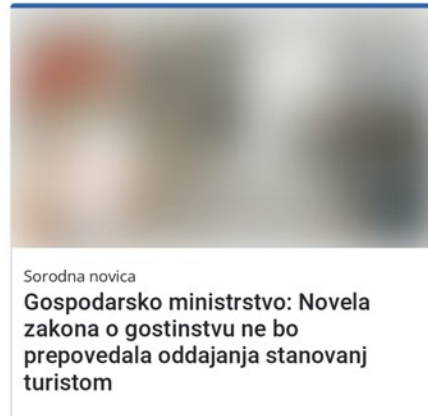 Sorodna novica
Gospodarsko ministrstvo: Novela
zakona o gostinstvu ne bo
prepovedala oddajanja stanovanj
turistom